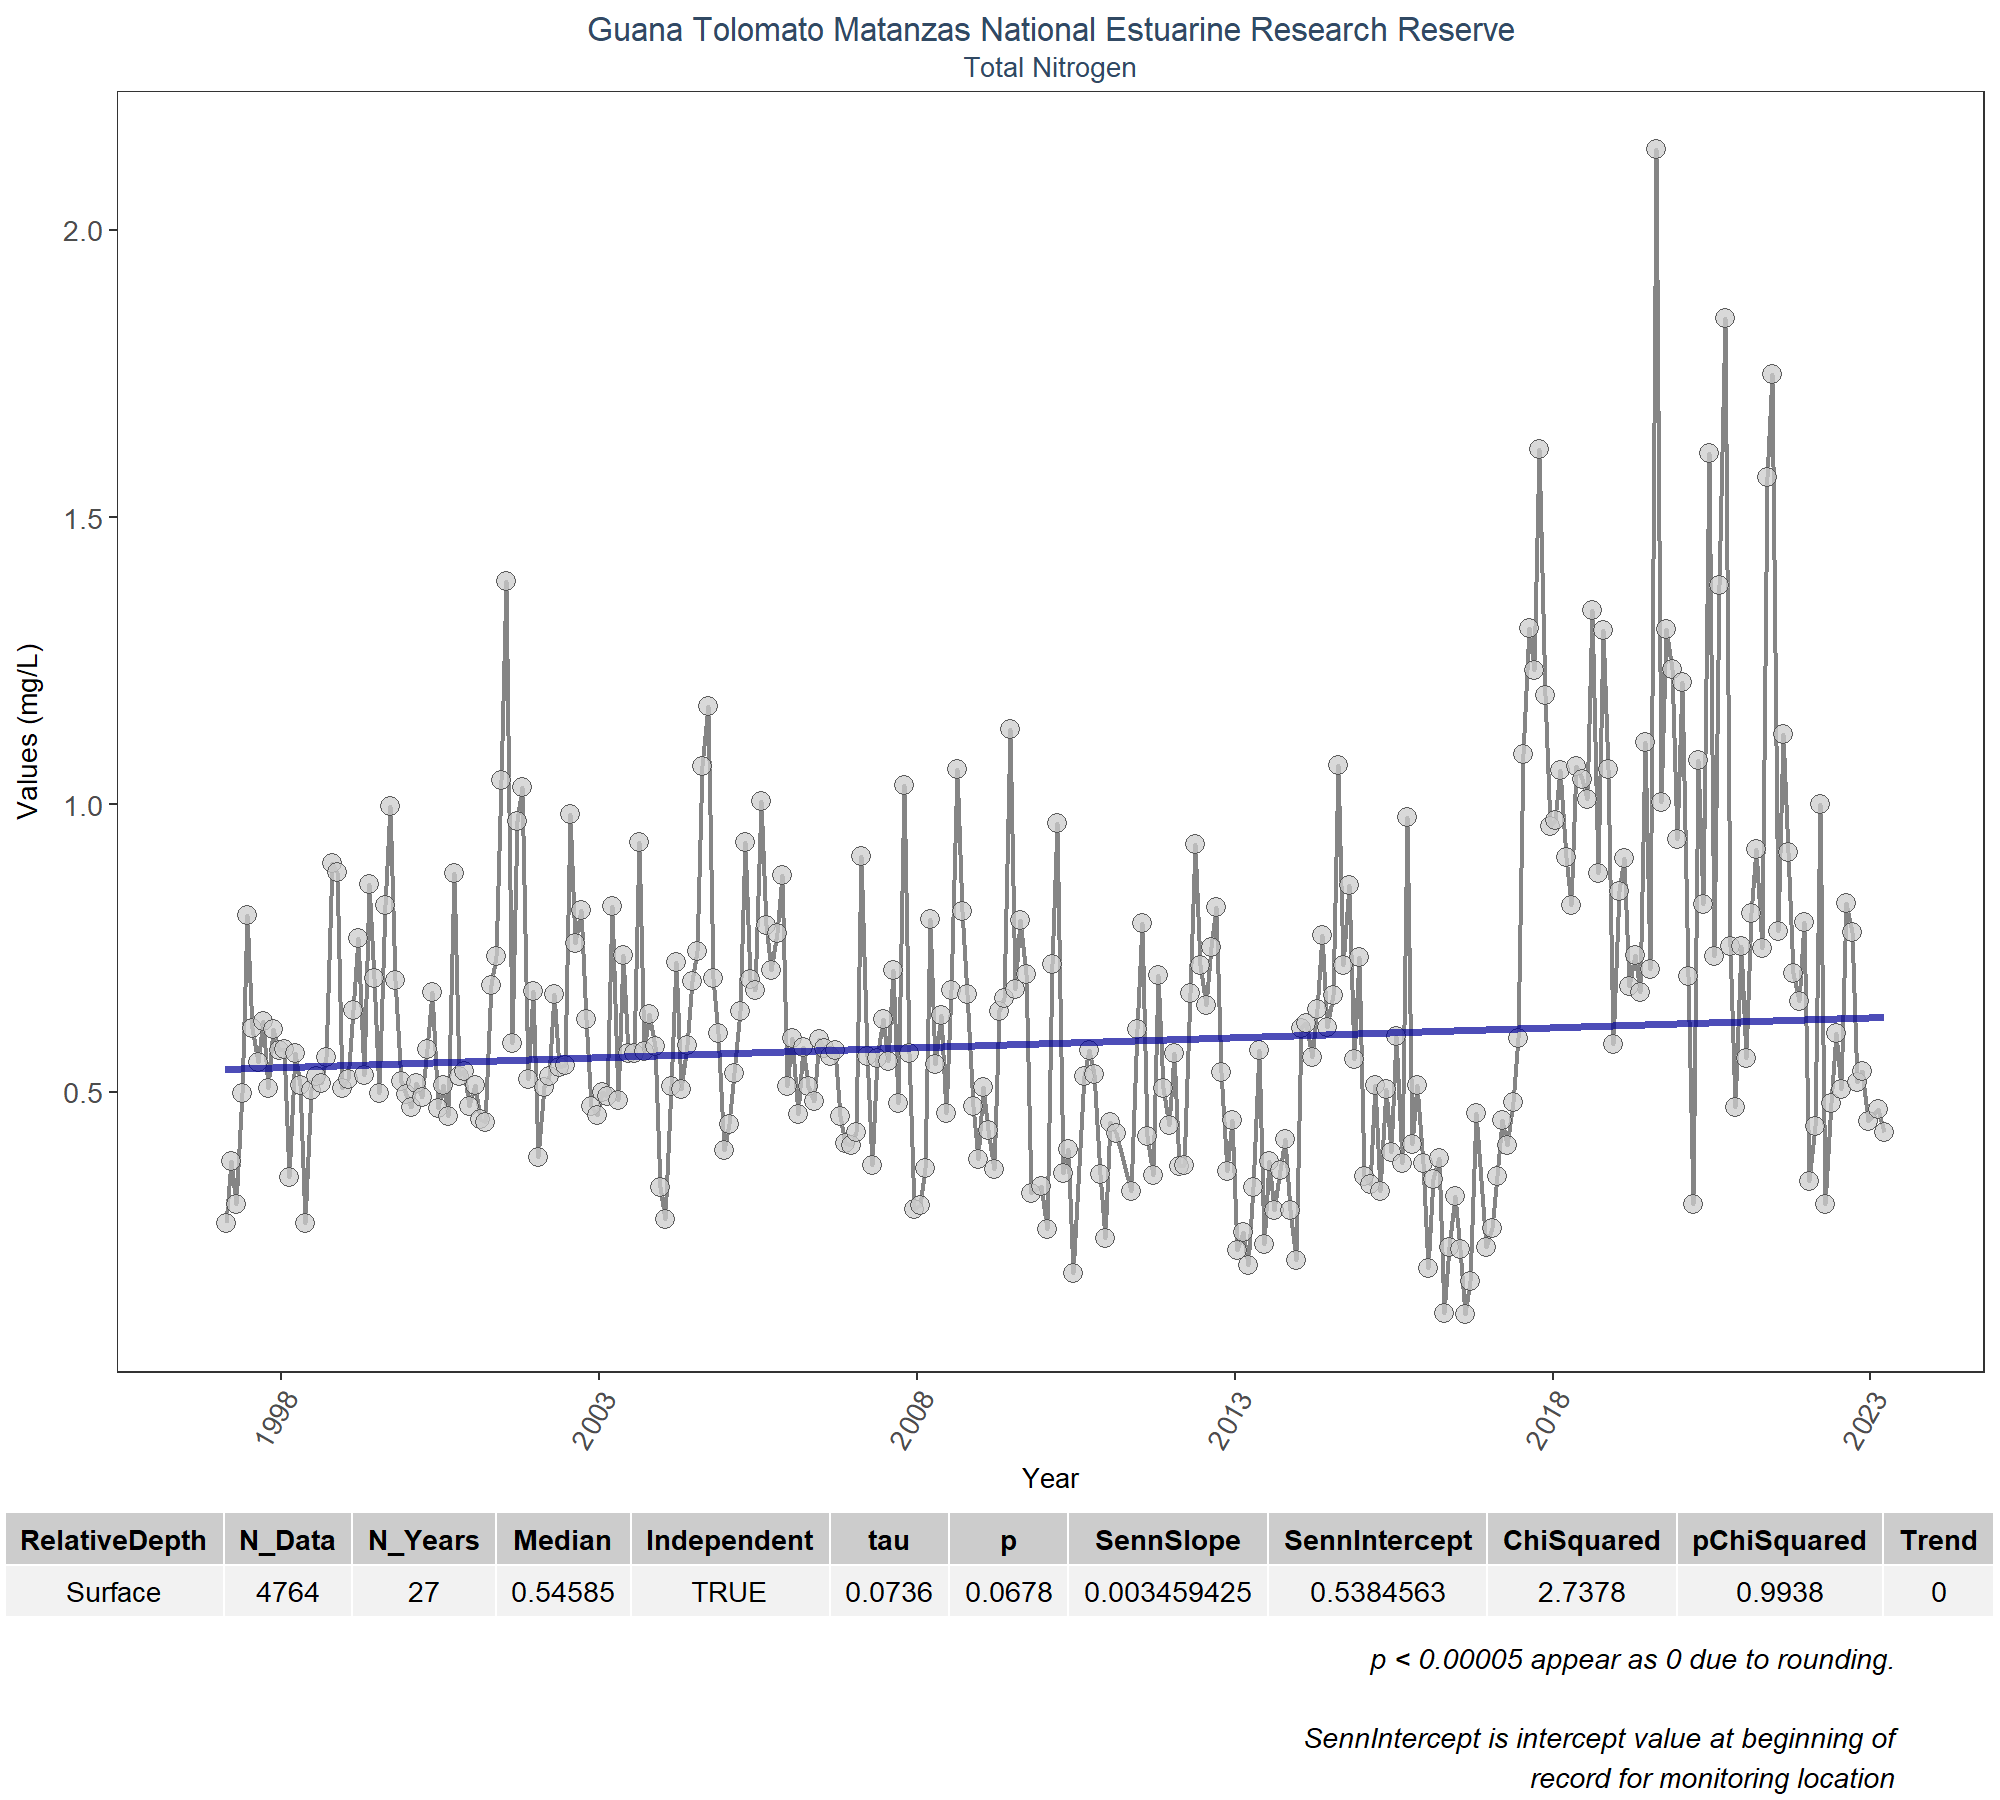 Guana Tolomato Matanzas National Estuarine Research Reserve
Total Nitrogen
Values (mg/L)
2.0
1.5
1.0
0.5
1998 2003 2008 2013 2018 2023
Year
RelativeDepth N_Data N_Years Median Independent tau p SennSlope SennIntercept ChiSquared pChiSquared Trend
Surface 4764 27 0.54585 TRUE 0.0736 0.0678 0.003459425 0.5384563 2.7378 0.9938 0
p < 0.00005 appear as 0 due to rounding.
SennIntercept is intercept value at beginning of
record for monitoring location